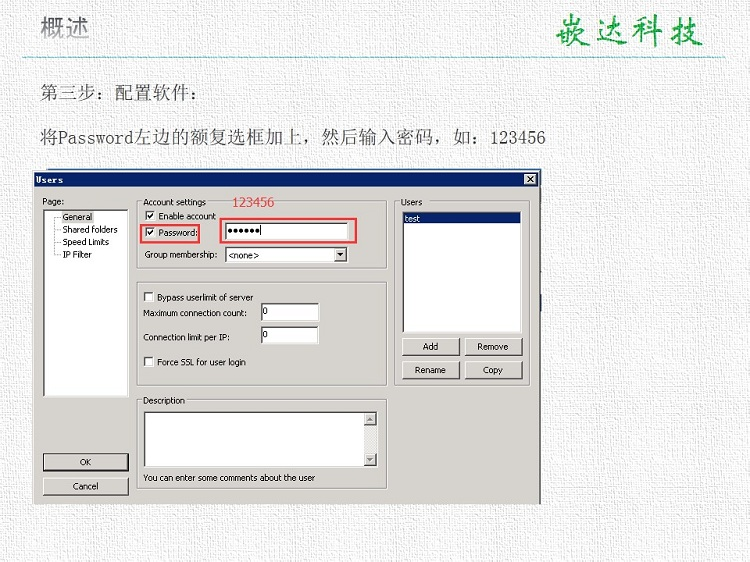 概述
嵌达科技
第三步：配置软件：
将Password左边的额复选框加上，然后输入密码，如：123456
Users
Page:
General
Shared folders
Speed Limits
IP Filter
OK
Cancel
Account settings
123456
Enable account
Password:
●●●●●●
Group membership:
<none>
Bypass userlimit of server
Maximum connection count:
0
Connection limit per IP:
0
Force SSL for user login
Description
You can enter some comments about the user
Users
test
Add
Remove
Rename
Copy